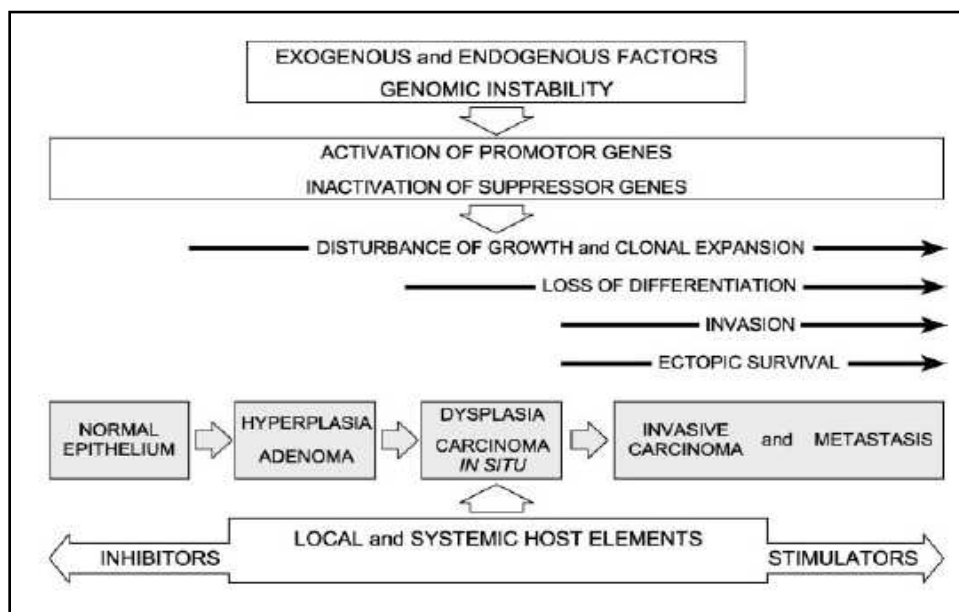 EXOGENOUS and ENDOGENOUS FACTORS
GENOMIC INSTABILITY
ACTIVATION OF PROMOTOR GENES
INACTIVATION OF SUPPRESSOR GENES
DISTURBANCE OF GROWTH and CLONAL EXPANSION
LOSS OF DIFFERENTIATION
INVASION
ECTOPIC SURVIVAL
NORMAL
EPITHELIUM
HYPERPLASIA
ADENOMA
DYSPLASIA
CARCINOMA
IN SITU
INVASIVE
CARCINOMA and METASTASIS
LOCAL and SYSTEMIC HOST ELEMENTS
INHIBITORS
STIMULATORS